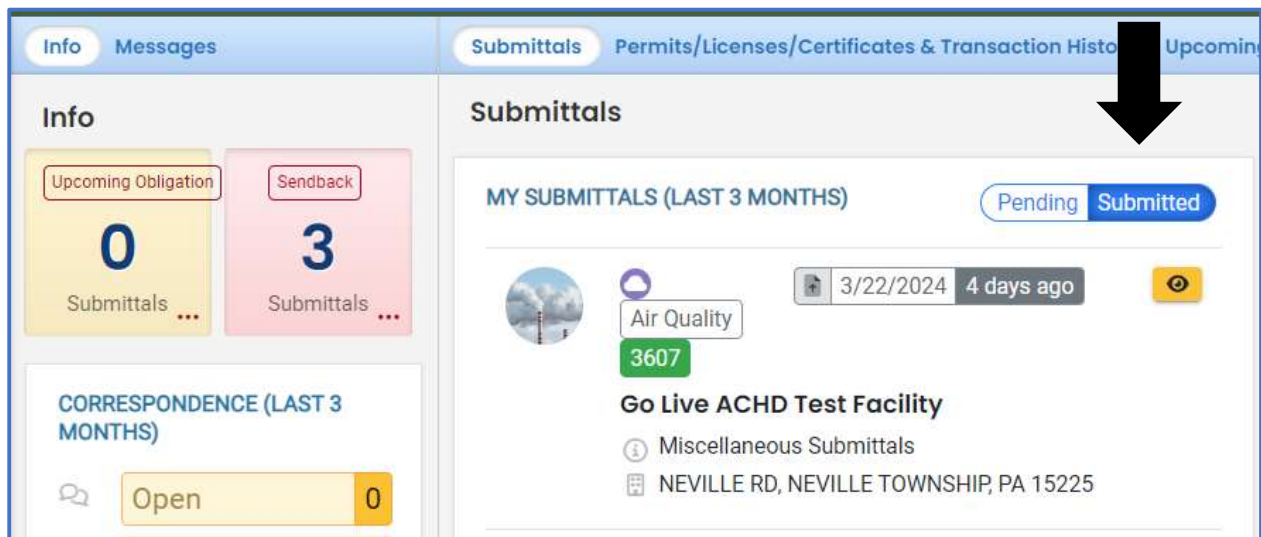 Info Messages
Submittals Permits/Licenses/Certificates & Transaction Histo Upcoming
Info
Upcoming Obligation
0
Submittals ...
Sendback
3
Submittals ...
CORRESPONDENCE (LAST 3
MONTHS)
Open 0
Submittals
MY SUBMITTALS (LAST 3 MONTHS)
Pending Submitted
3/22/2024 4 days ago
Air Quality
3607
Go Live ACHD Test Facility
Miscellaneous Submittals
NEVILLE RD, NEVILLE TOWNSHIP, PA 15225